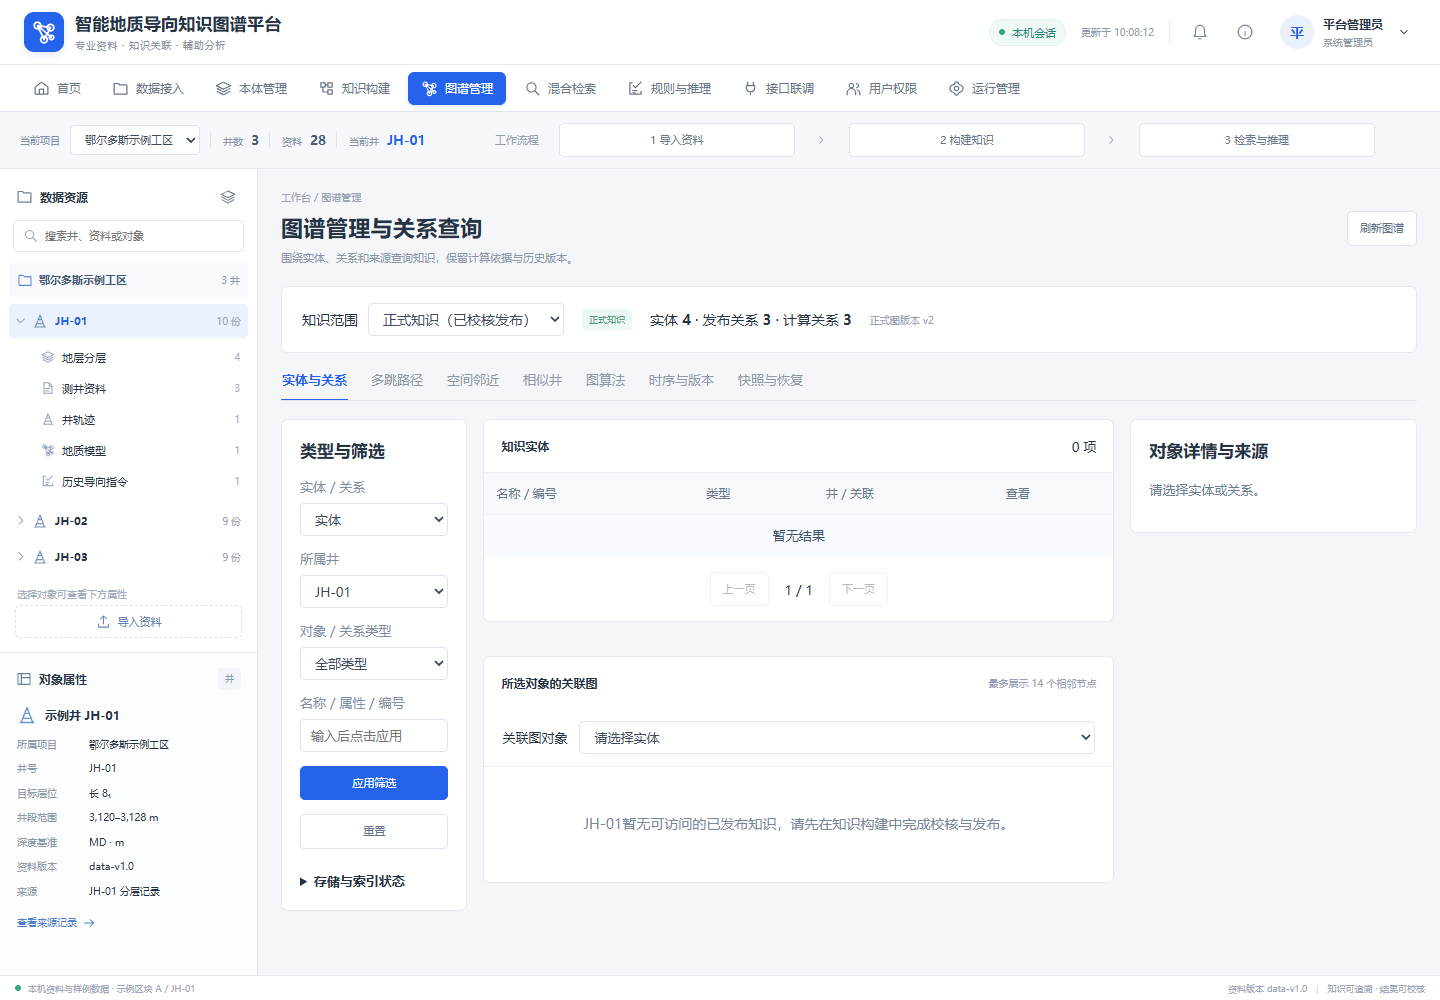 智能地质导向知识图谱平台
专业资料 · 知识关联 · 辅助分析
本机会话
更新于 10:08:12
平
平台管理员
系统管理员
首页
数据接入
本体管理
知识构建
图谱管理
混合检索
规则与推理
接口联调
用户权限
运行管理
当前项目
鄂尔多斯示例工区
井数 3
资料 28
当前井 JH-01
工作流程
1 导入资料
2 构建知识
3 检索与推理
数据资源
搜索井、资料或对象
鄂尔多斯示例工区 3 井
JH-01 10 份
地层分层 4
测井资料 3
井轨迹 1
地质模型 1
历史导向指令 1
JH-02 9 份
JH-03 9 份
选择对象可查看下方属性
导入资料
对象属性 井
示例井 JH-01
所属项目 鄂尔多斯示例工区
井号 JH-01
目标层位 长 8₁
井段范围 3,120–3,128 m
深度基准 MD · m
资料版本 data-v1.0
来源 JH-01 分层记录
查看来源记录 →
工作台 / 图谱管理
图谱管理与关系查询
围绕实体、关系和来源查询知识，保留计算依据与历史版本。
刷新图谱
知识范围 正式知识（已校核发布） 正式知识 实体 4 · 发布关系 3 · 计算关系 3 正式图版本 v2
实体与关系 多跳路径 空间邻近 相似井 图算法 时序与版本 快照与恢复
类型与筛选
实体 / 关系
实体
所属井
JH-01
对象 / 关系类型
全部类型
名称 / 属性 / 编号
输入后点击应用
应用筛选
重置
存储与索引状态
知识实体 0 项
名称 / 编号 类型 井 / 关联 查看
暂无结果
上一页 1 / 1 下一页
所选对象的关联图 最多展示 14 个相邻节点
关联图对象 请选择实体
JH-01暂无可访问的已发布知识，请先在知识构建中完成校核与发布。
对象详情与来源
请选择实体或关系。
本机资料与样例数据 · 示例区块 A / JH-01
资料版本 data-v1.0 | 知识可追溯 · 结果可校核